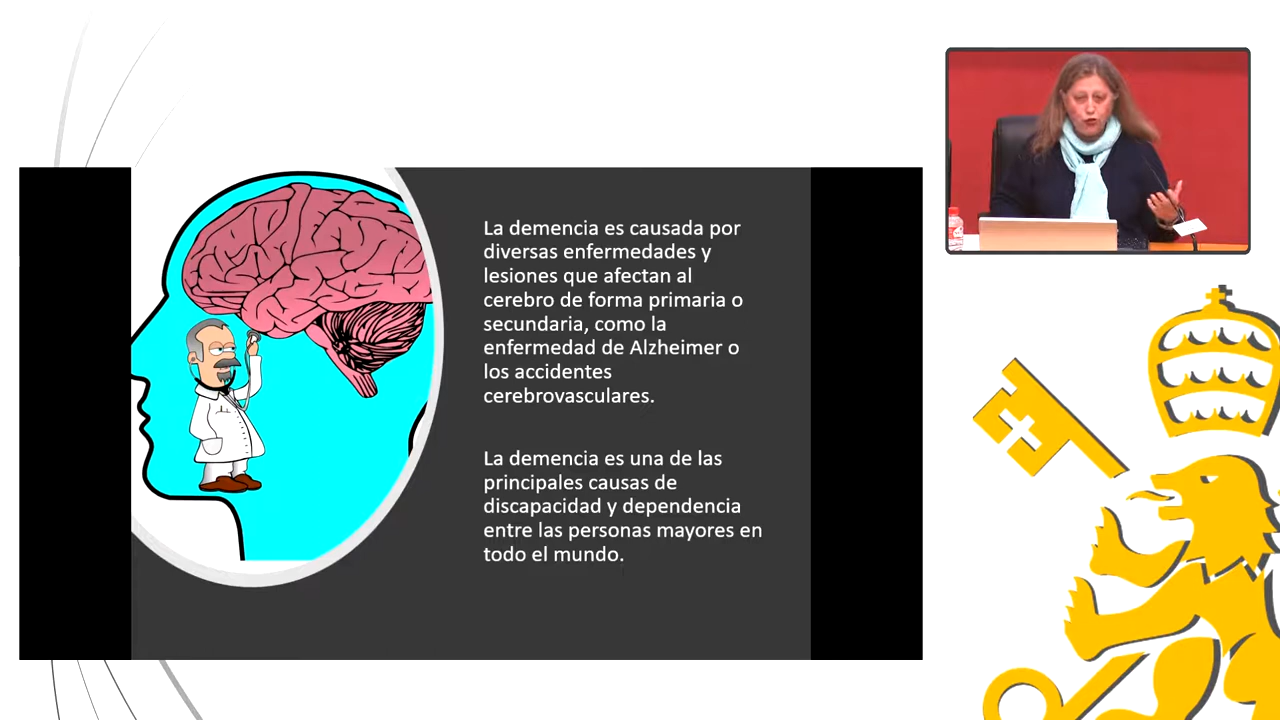 La demencia es causada por
diversas enfermedades y
lesiones que afectan al
cerebro de forma primaria o
secundaria, como la
enfermedad de Alzheimer o
los accidentes
cerebrovasculares.
La demencia es una de las
principales causas de
discapacidad y dependencia
entre las personas mayores en
todo el mundo.